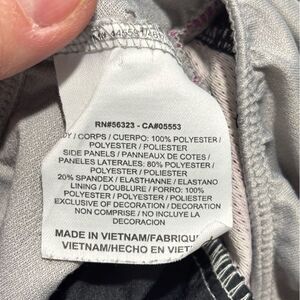 RN#56323 - CA#05553
DY / CORPS / CUERPO: 100% POLYESTER /
POLYESTER / POLIESTER
SIDE PANELS / PANNEAUX DE COTES /
PANELES LATERALES: 80% POLYESTER /
POLYESTER / POLIESTER
20% SPANDEX / ELASTHANNE / ELASTANO
LINING / DOUBLURE / FORRO: 100%
POLYESTER / POLYESTER / POLIESTER
EXCLUSIVE OF DECORATION / DECORATION
NON COMPRISE / NO INCLUYE LA
DECORACION
MADE IN VIETNAM/FABRIQU
VIETNAM/HECHO EN VIET